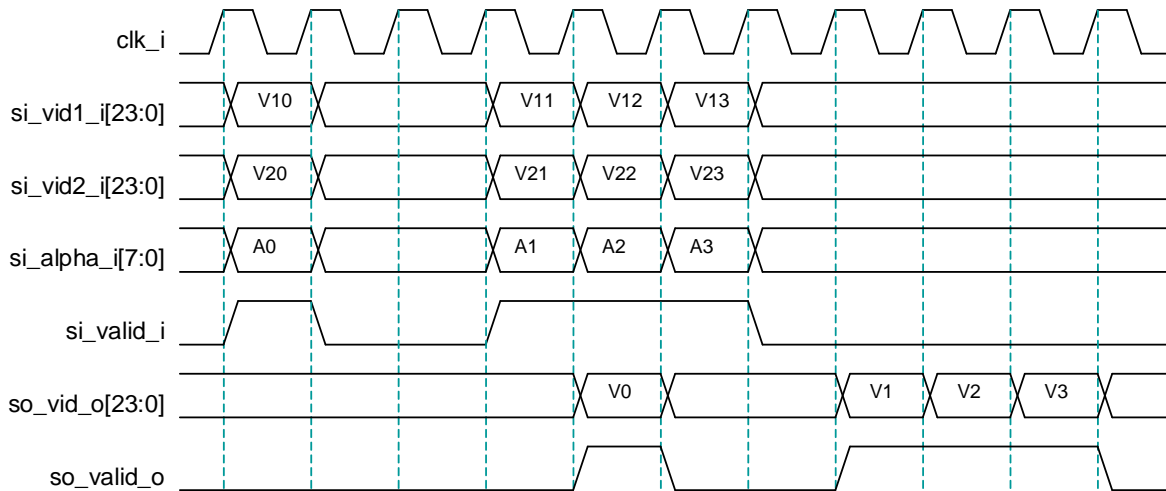 clk_i
si_vid1_i[23:0] V10 V11 V12 V13
si_vid2_i[23:0] V20 V21 V22 V23
si_alpha_i[7:0] A0 A1 A2 A3
si_valid_i
so_vid_o[23:0] V0 V1 V2 V3
so_valid_o